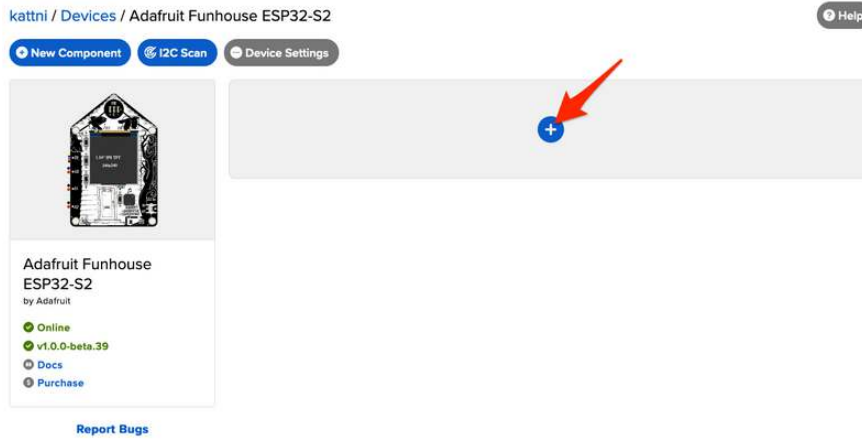 kattni / Devices / Adafruit Funhouse ESP32-S2
Help
New Component
I2C Scan
Device Settings
Adafruit Funhouse
ESP32-S2
by Adafruit
Online
v1.0.0-beta.39
Docs
Purchase
Report Bugs